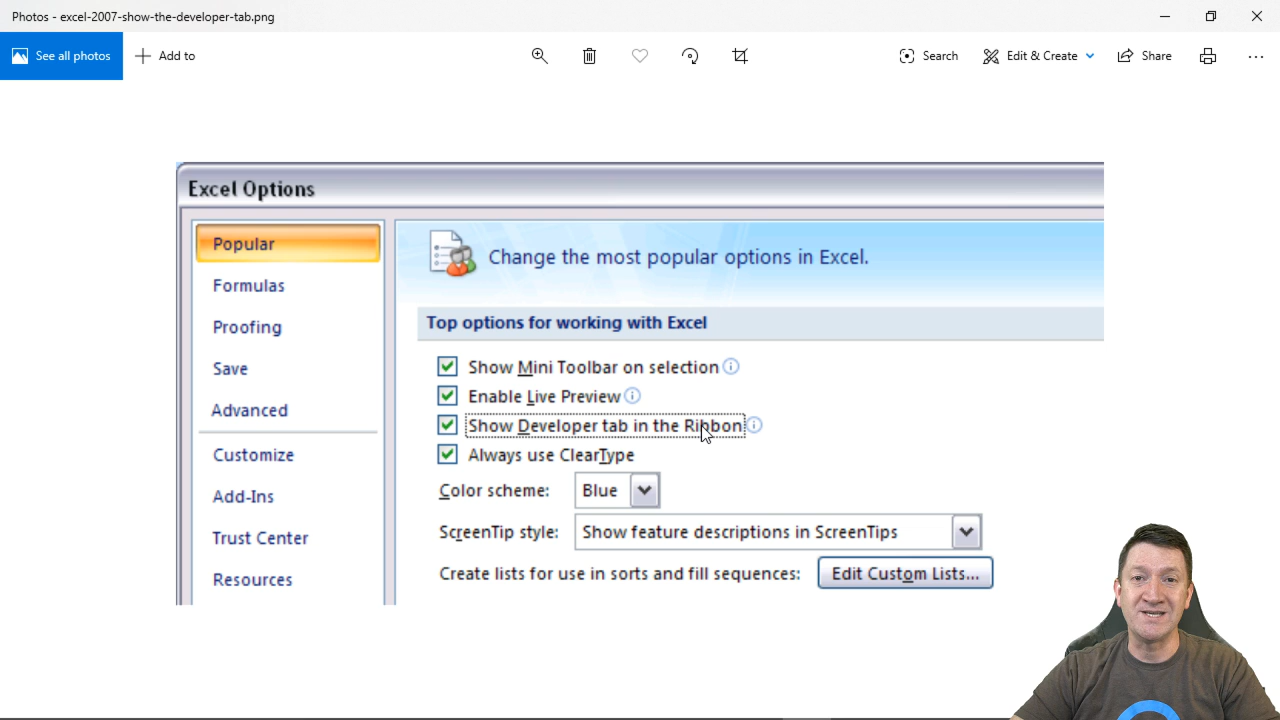 Photos - excel-2007-show-the-developer-tab.png
See all photos
Add to
Search
Edit & Create
Share
Excel Options
Popular
Formulas
Proofing
Save
Advanced
Customize
Add-Ins
Trust Center
Resources
Change the most popular options in Excel.
Top options for working with Excel
Show Mini Toolbar on selection
Enable Live Preview
Show Developer tab in the Ribbon
Always use ClearType
Color scheme: Blue
ScreenTip style: Show feature descriptions in ScreenTips
Create lists for use in sorts and fill sequences: Edit Custom Lists...